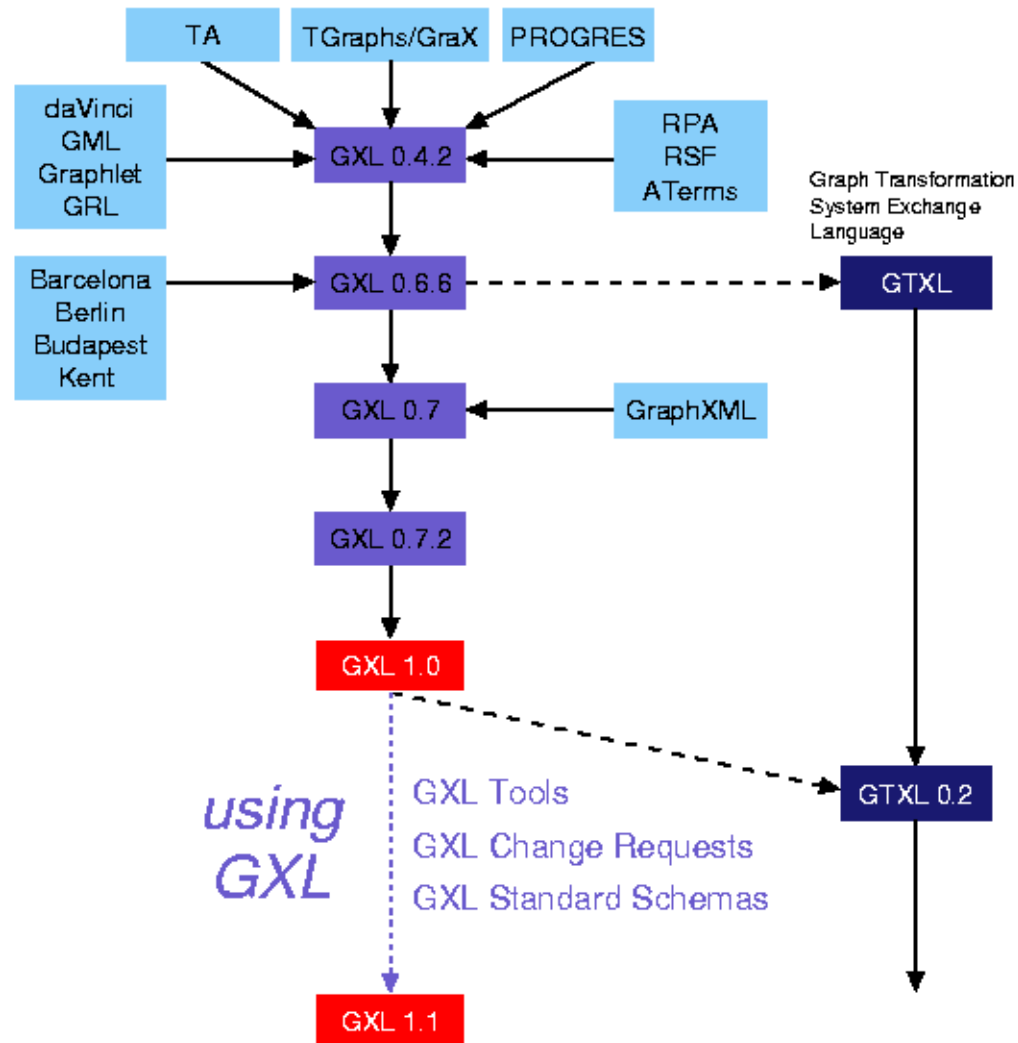 TA
TGraphs/GraX
PROGRES
daVinci
GML
Graphlet
GRL
GXL 0.4.2
RPA
RSF
ATerms
Graph Transformation
System Exchange
Language
Barcelona
Berlin
Budapest
Kent
GXL 0.6.6
GTXL
GXL 0.7
GraphXML
GXL 0.7.2
GXL 1.0
using
GXL
GXL Tools
GXL Change Requests
GXL Standard Schemas
GTXL 0.2
GXL 1.1